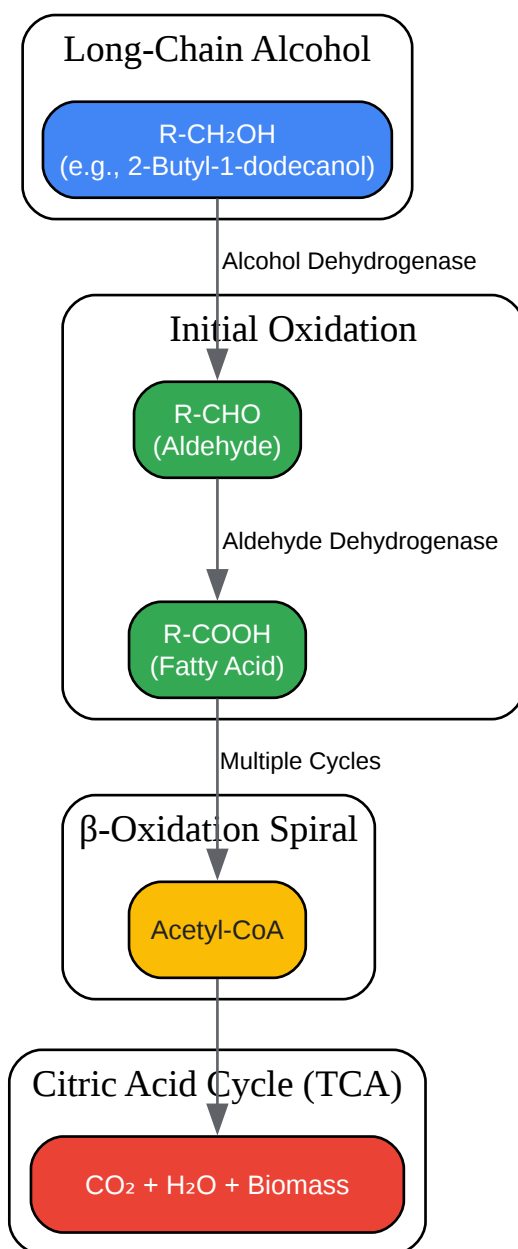 Long-Chain Alcohol
R-CH₂OH
(e.g., 2-Butyl-1-dodecanol)
Alcohol Dehydrogenase
Initial Oxidation
R-CHO
(Aldehyde)
Aldehyde Dehydrogenase
R-COOH
(Fatty Acid)
Multiple Cycles
β-Oxidation Spiral
Acetyl-CoA
Citric Acid Cycle (TCA)
CO₂ + H₂O + Biomass